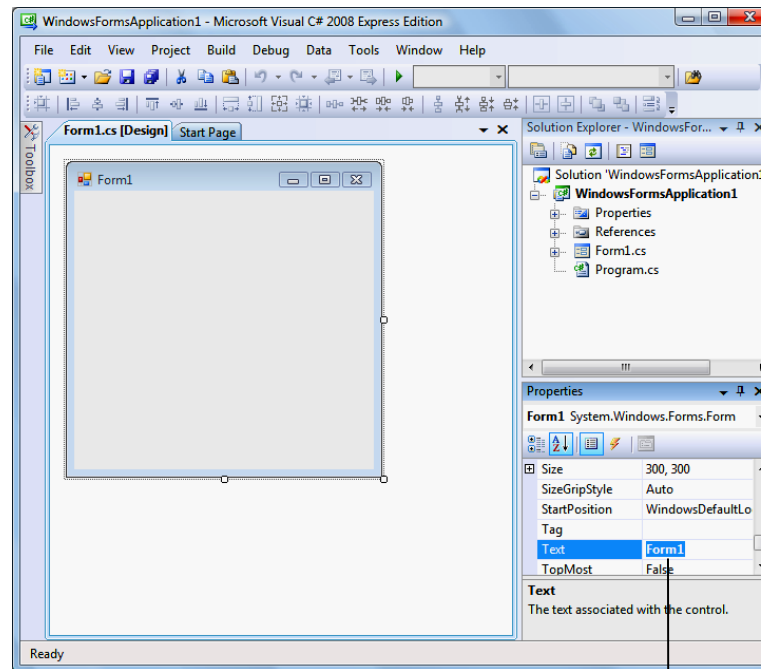 WindowsFormsApplication1 - Microsoft Visual C# 2008 Express Edition
File Edit View Project Build Debug Data Tools Window Help
Toolbox
Form1.cs [Design] Start Page
Form1
Solution Explorer - WindowsFor...
Solution 'WindowsFormsApplication1
WindowsFormsApplication1
Properties
References
Form1.cs
Program.cs
Properties
Form1 System.Windows.Forms.Form
Size 300, 300
SizeGripStyle Auto
StartPosition WindowsDefaultLo
Tag
Text Form1
TopMost False
Text
The text associated with the control.
Ready